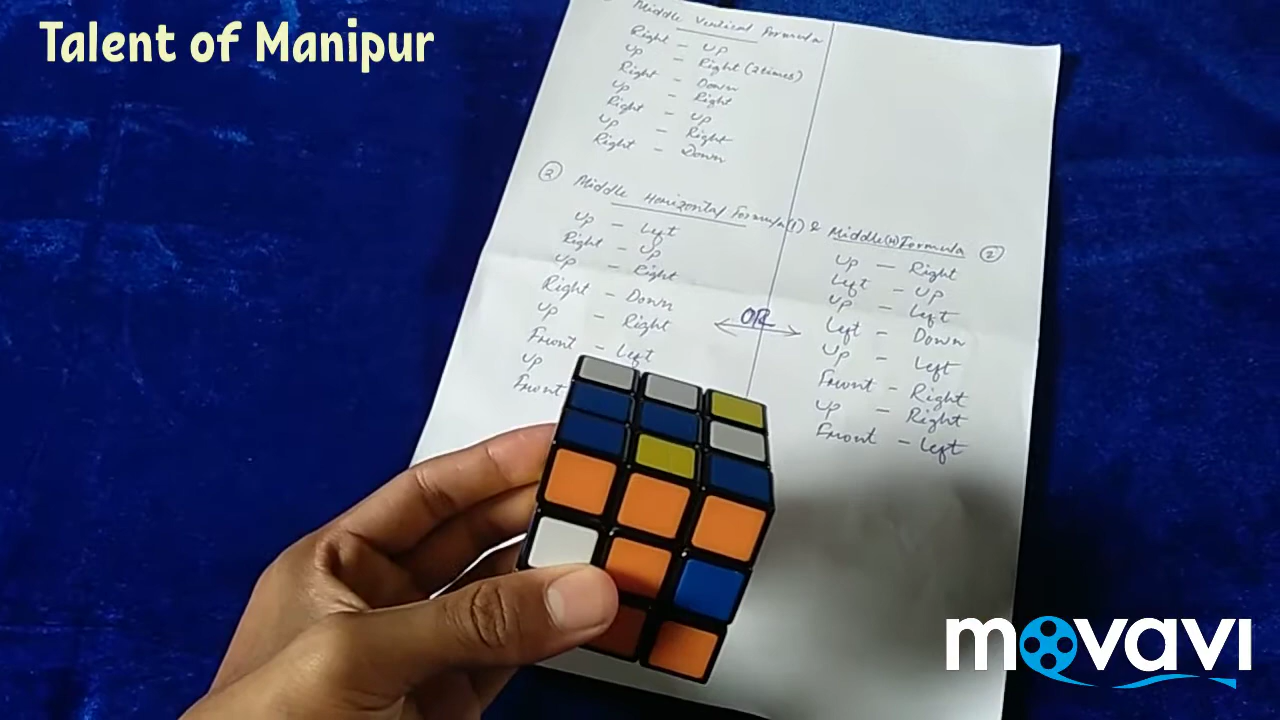 Talent of Manipur
Middle Vertical Formula
Right - Up
Up - Right (2 times)
Right - Down
Up - Right
Right - Up
Up - Right
Right - Down
② Middle Horizontal Formula (1) & Middle (H) Formula ②
Up - Left
Right - Up
Up - Right
Right - Down
Up - Right
Front - Left
Up
Front
OR
Up - Right
Left - Up
Up - Left
Left - Down
Up - Left
Front - Right
Up - Right
Front - Left
movavi